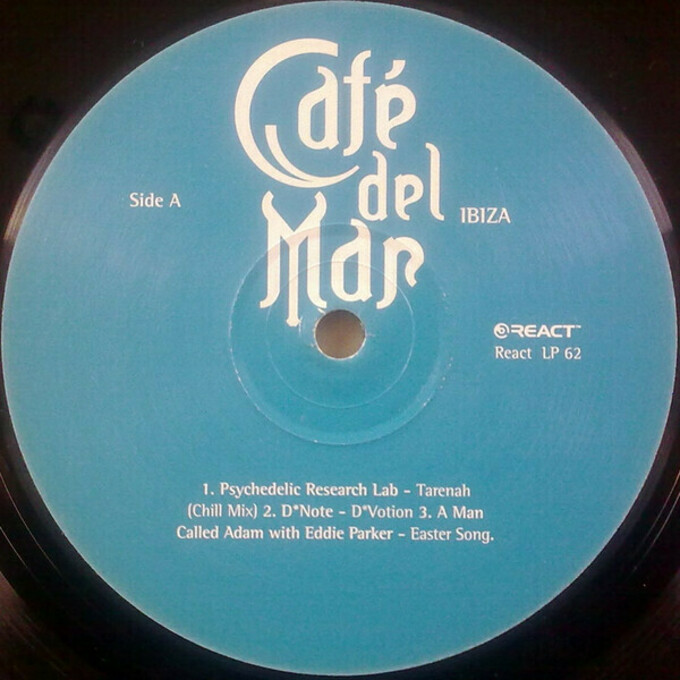 Café
del
Mar
IBIZA
Side A
REACT™
React LP 62
1. Psychedelic Research Lab - Tarenah
(Chill Mix) 2. D*Note - D*Votion 3. A Man
Called Adam with Eddie Parker - Easter Song.